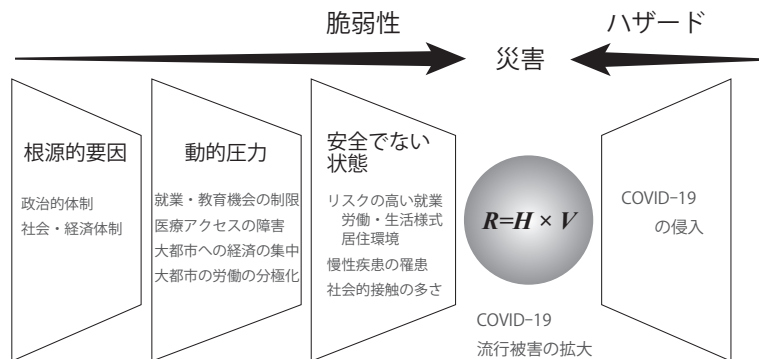 脆弱性
ハザード
災害
根源的要因
政治的体制
社会・経済体制
動的圧力
就業・教育機会の制限
医療アクセスの障害
大都市への経済の集中
大都市の労働の分極化
安全でない
状態
リスクの高い就業
労働・生活様式
居住環境
慢性疾患の罹患
社会的接触の多さ
R=H × V
COVID−19
流行被害の拡大
COVID−19
の侵入